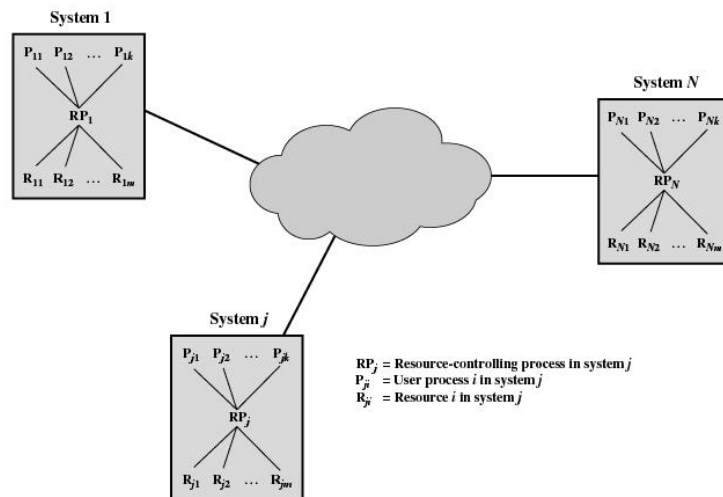 System 1
P11 P12 … P1k
RP1
R11 R12 … R1m
System N
PN1 PN2 … PNk
RPN
RN1 RN2 … RNm
System j
Pj1 Pj2 … Pjk
RPj
Rj1 Rj2 … Rjm
RPj = Resource-controlling process in system j
Pji = User process i in system j
Rji = Resource i in system j